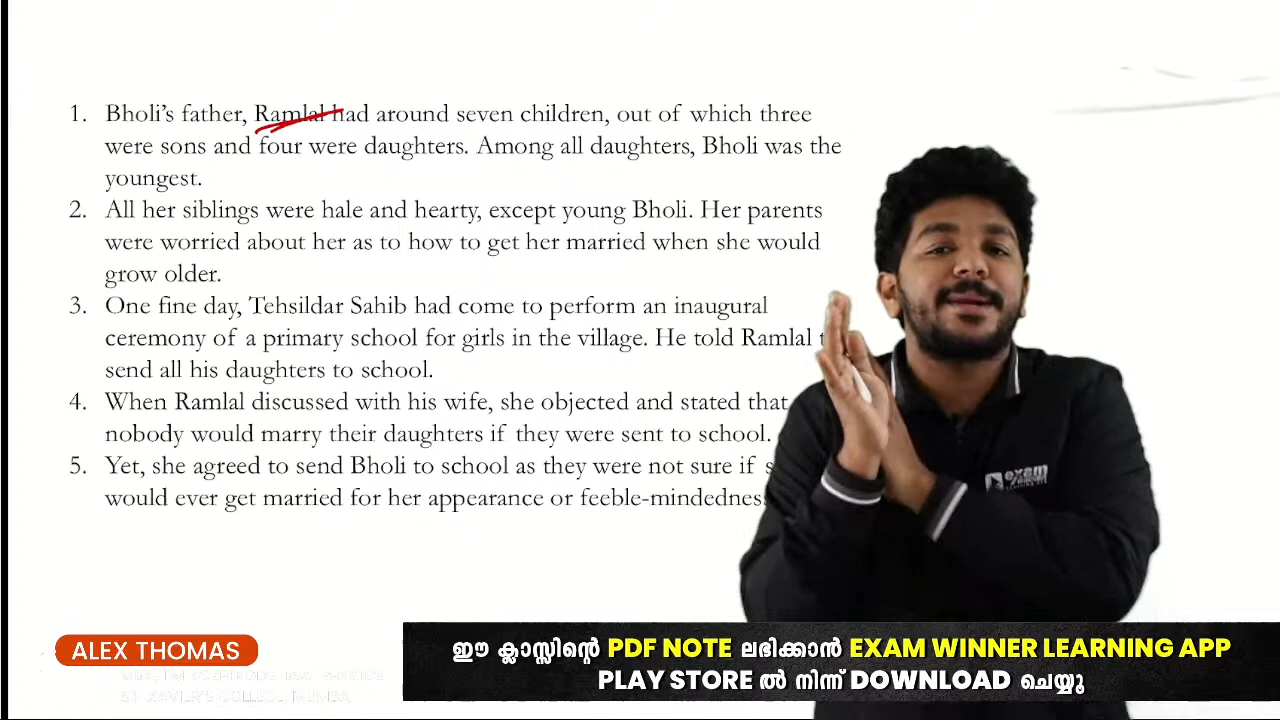 1. Bholi's father, Ramlal had around seven children, out of which three
were sons and four were daughters. Among all daughters, Bholi was the
youngest.
2. All her siblings were hale and hearty, except young Bholi. Her parents
were worried about her as to how to get her married when she would
grow older.
3. One fine day, Tehsildar Sahib had come to perform an inaugural
ceremony of a primary school for girls in the village. He told Ramlal
send all his daughters to school.
4. When Ramlal discussed with his wife, she objected and stated that
nobody would marry their daughters if they were sent to school.
5. Yet, she agreed to send Bholi to school as they were not sure if
would ever get married for her appearance or feeble-mindednes
exam
ALEX THOMAS
ഈ ക്ലാസ്സിന്റെ PDF NOTE ലഭിക്കാൻ EXAM WINNER LEARNING APP
PLAY STORE ൽ നിന്ന് DOWNLOAD ചെയ്യൂ